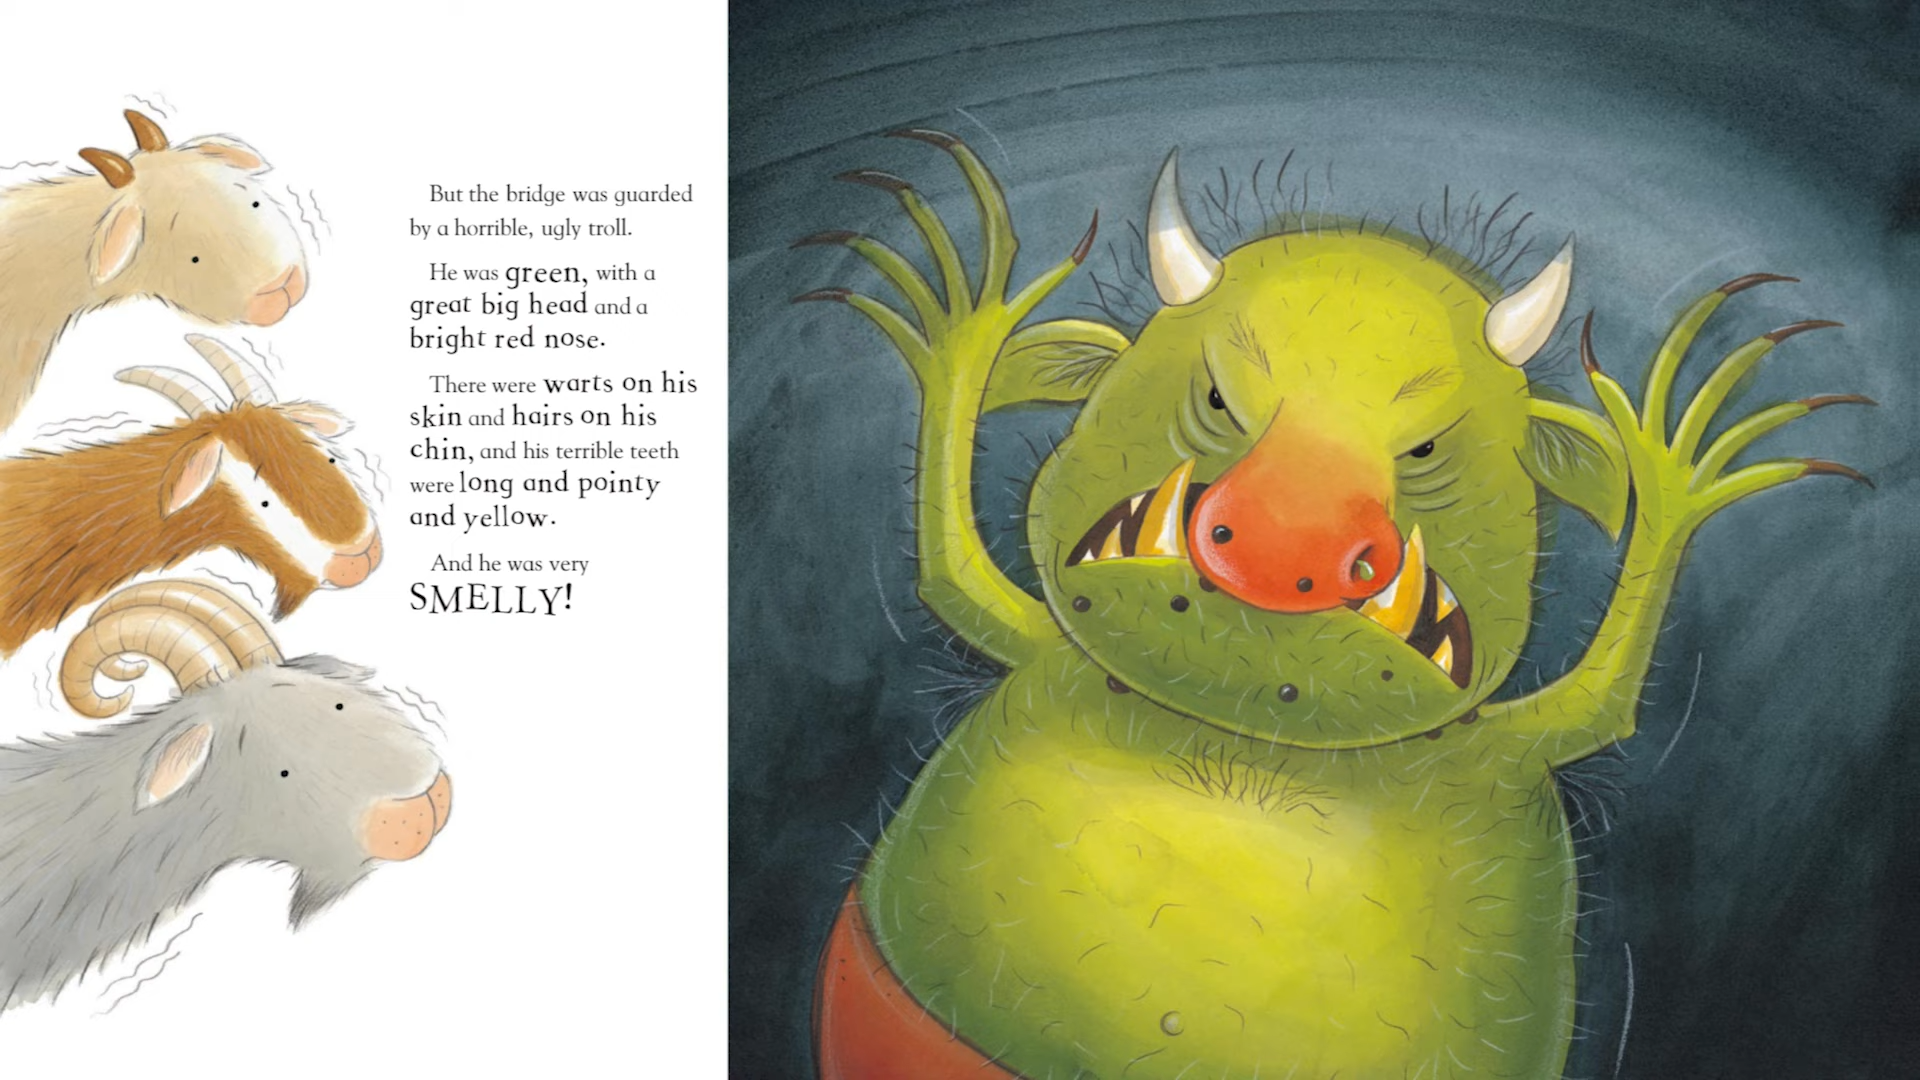 But the bridge was guarded
by a horrible, ugly troll.
He was green, with a
great big head and a
bright red nose.
There were warts on his
skin and hairs on his
chin, and his terrible teeth
were long and pointy
and yellow.
And he was very
SMELLY!